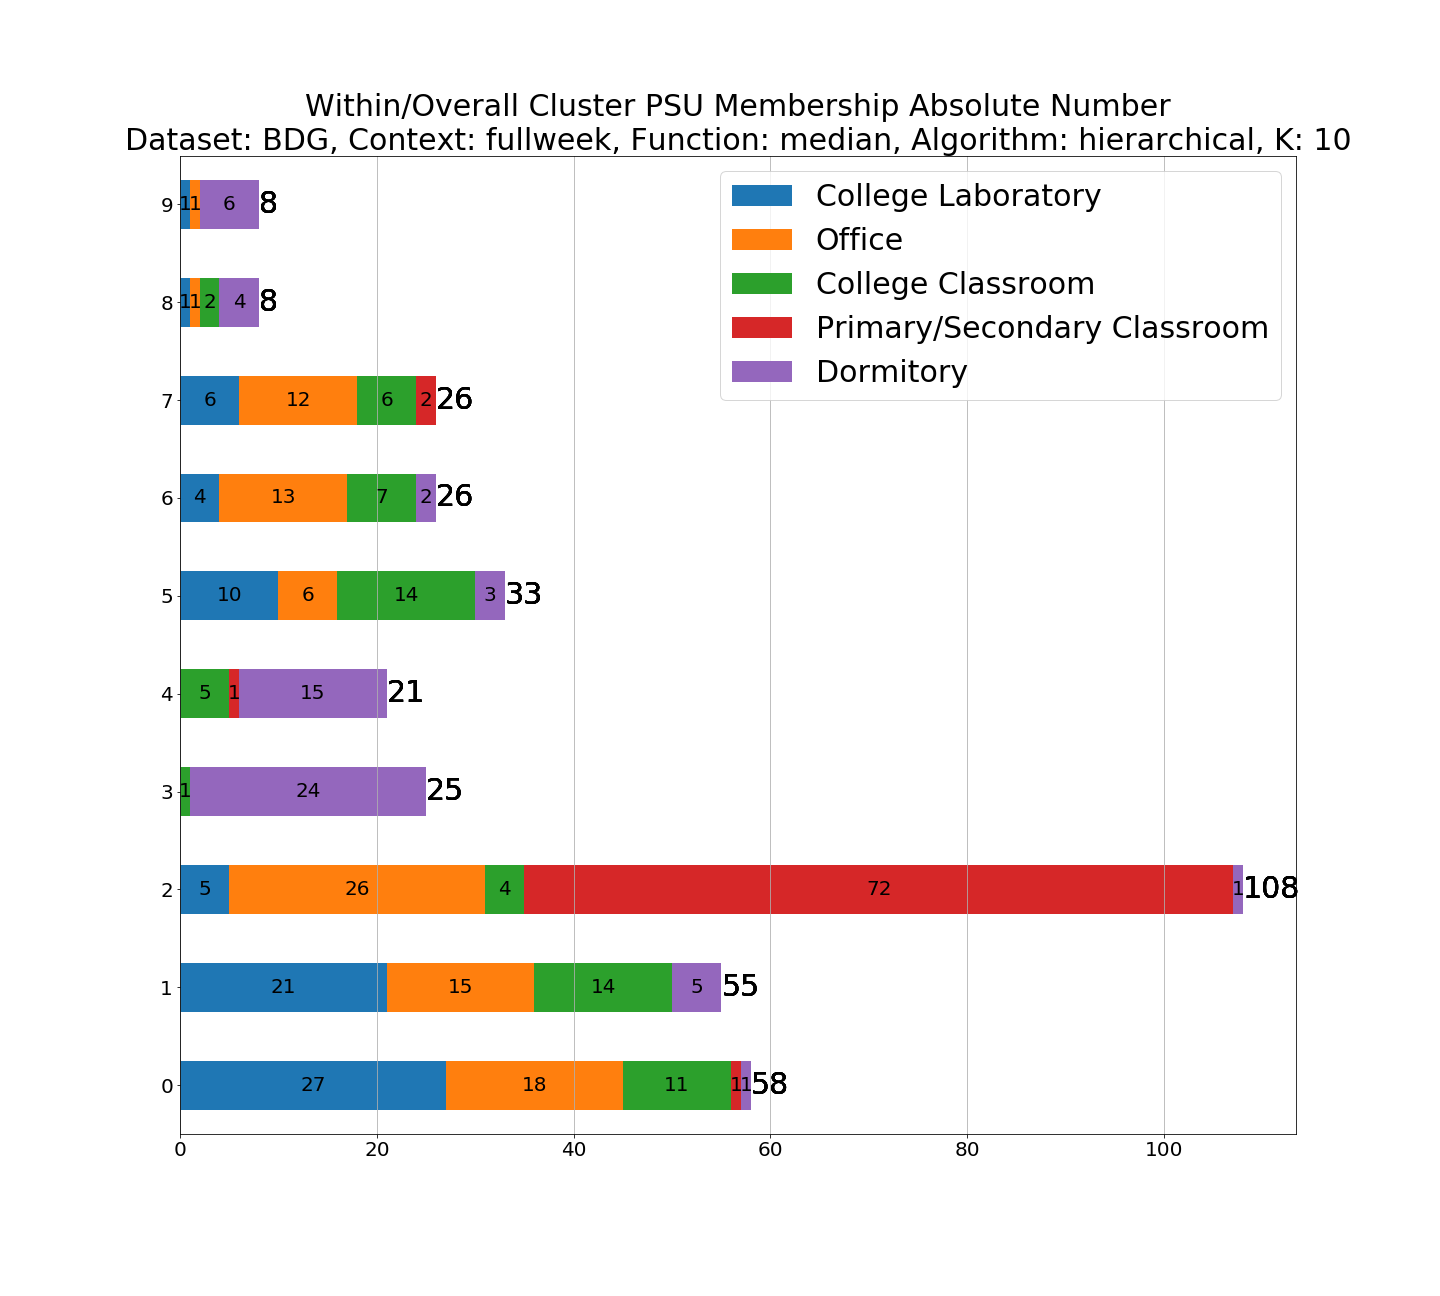 Within/Overall Cluster PSU Membership Absolute Number
Dataset: BDG, Context: fullweek, Function: median, Algorithm: hierarchical, K: 10
College Laboratory
Office
College Classroom
Primary/Secondary Classroom
Dormitory
9 1 1 6 8
8 1 1 2 4 8
7 6 12 6 2 26
6 4 13 7 2 26
5 10 6 14 3 33
4 5 1 15 21
3 1 24 25
2 5 26 4 72 1 108
1 21 15 14 5 55
0 27 18 11 1 1 58
0 20 40 60 80 100